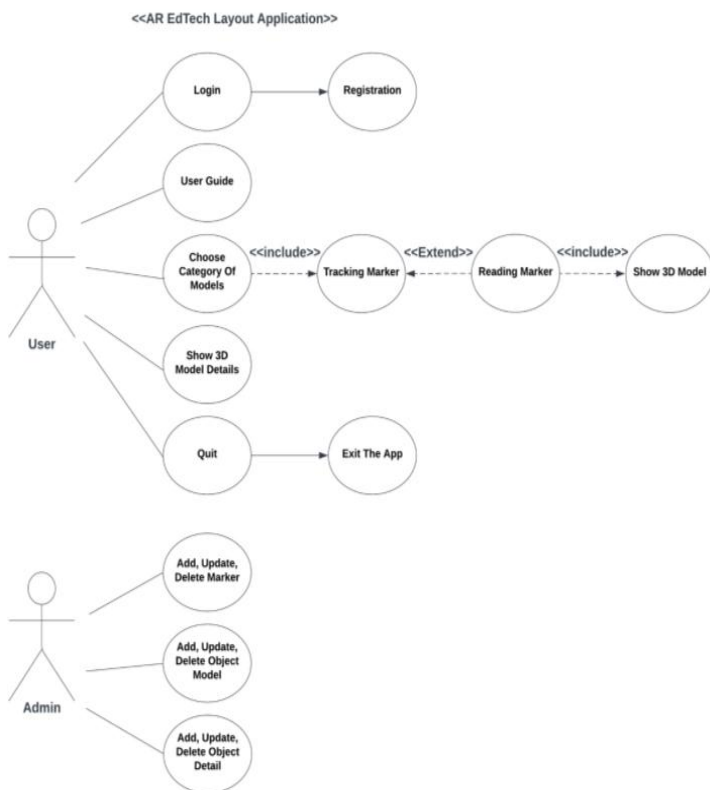 <<AR EdTech Layout Application>>
Login
Registration
User Guide
Choose
Category Of
Models
<<include>>
Tracking Marker
<<Extend>>
Reading Marker
<<include>>
Show 3D Model
User
Show 3D
Model Details
Quit
Exit The App
Add, Update,
Delete Marker
Add, Update,
Delete Object
Model
Admin
Add, Update,
Delete Object
Detail